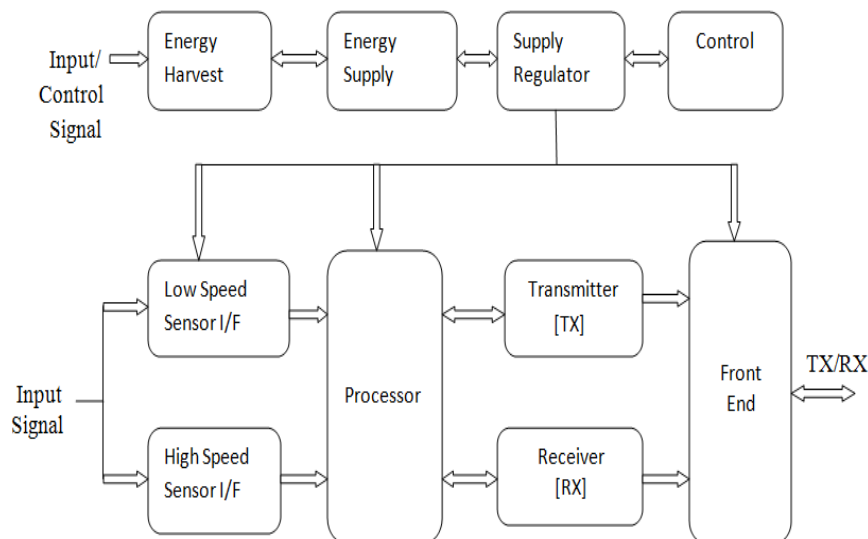 Input/
Control
Signal
Energy
Harvest
Energy
Supply
Supply
Regulator
Control
Low Speed
Sensor I/F
Transmitter
[TX]
Input
Signal
Processor
Front
End
TX/RX
High Speed
Sensor I/F
Receiver
[RX]